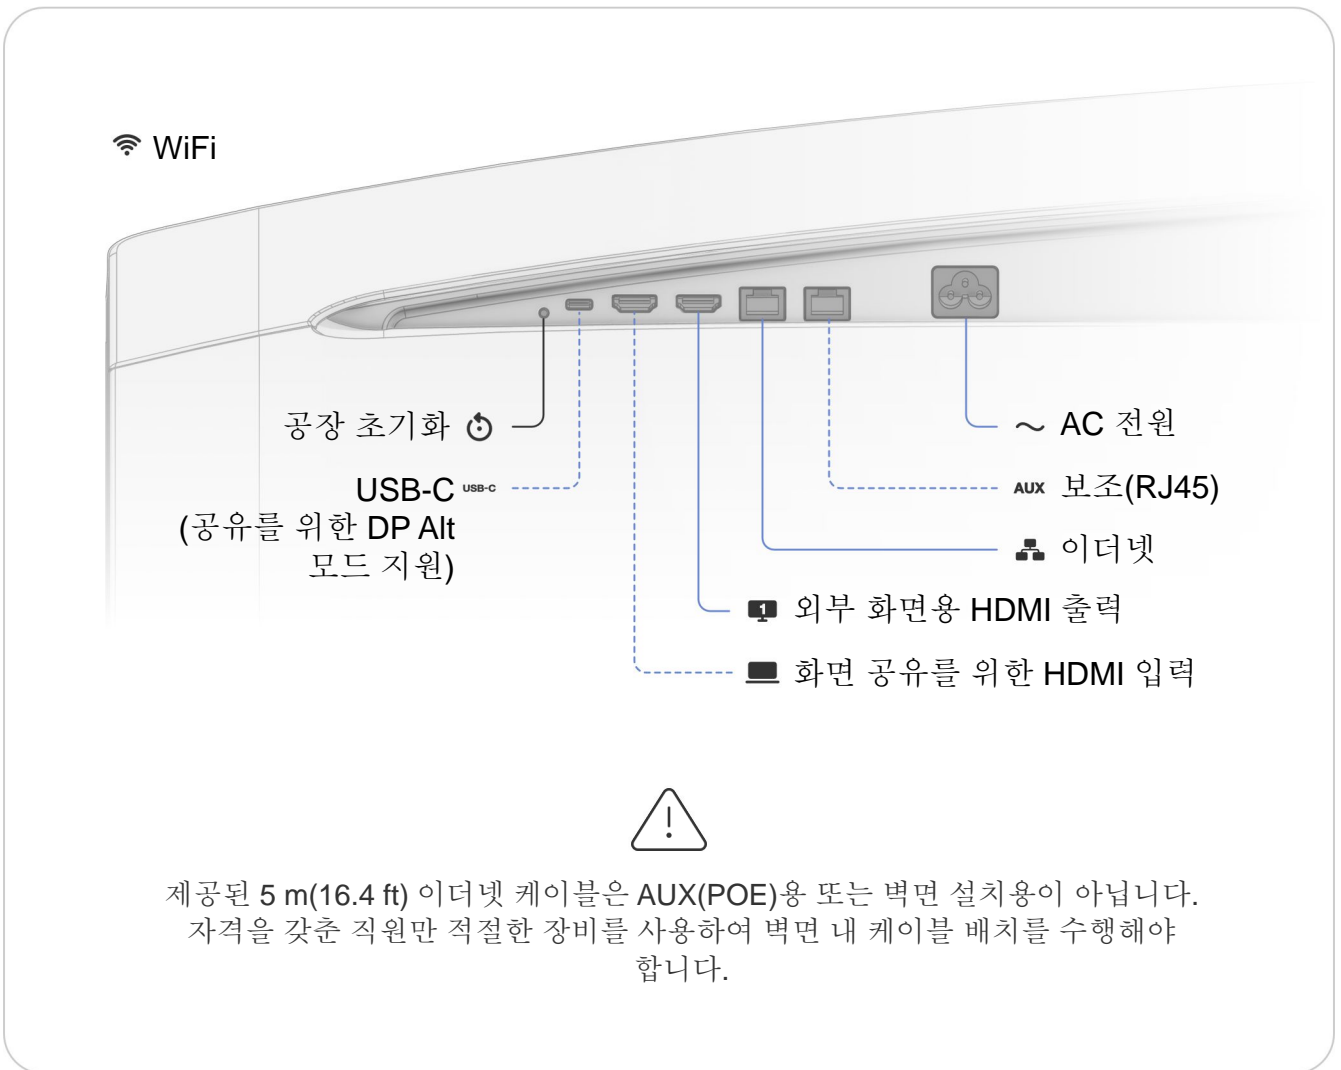 WiFi
공장 초기화
USB-C USB-C
(공유를 위한 DP Alt
모드 지원)
AC 전원
AUX 보조(RJ45)
이더넷
1 외부 화면용 HDMI 출력
화면 공유를 위한 HDMI 입력
제공된 5 m(16.4 ft) 이더넷 케이블은 AUX(POE)용 또는 벽면 설치용이 아닙니다.
자격을 갖춘 직원만 적절한 장비를 사용하여 벽면 내 케이블 배치를 수행해야
합니다.